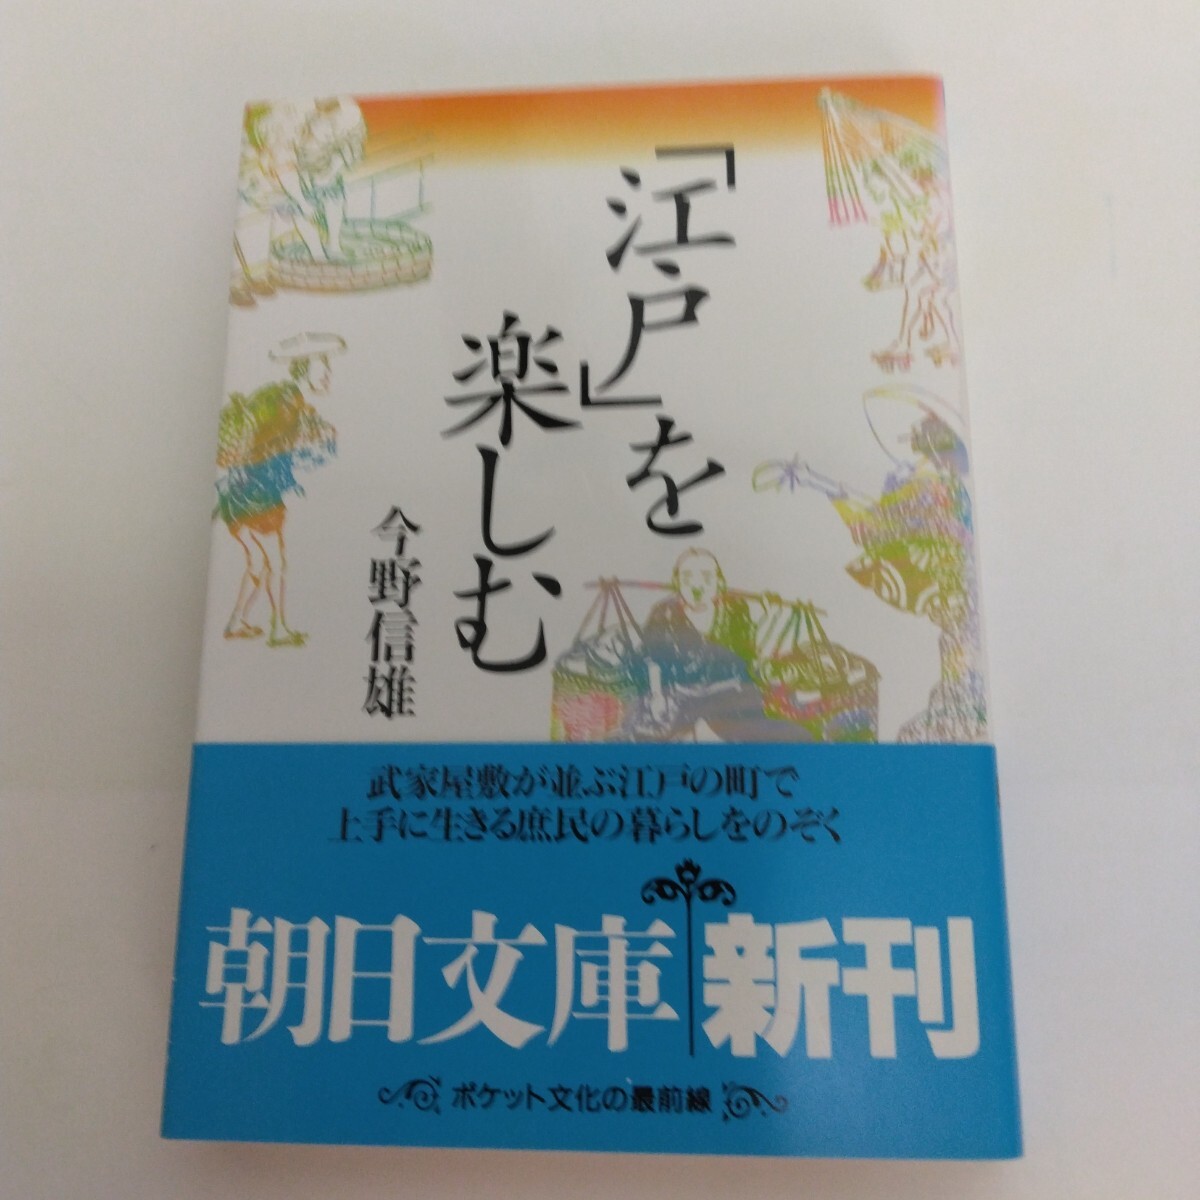 「江戸」を
楽しむ
今野信雄
武家屋敷が並ぶ江戸の町で
上手に生きる庶民の暮らしをのぞく
朝日文庫 新刊
ポケット文化の最前線